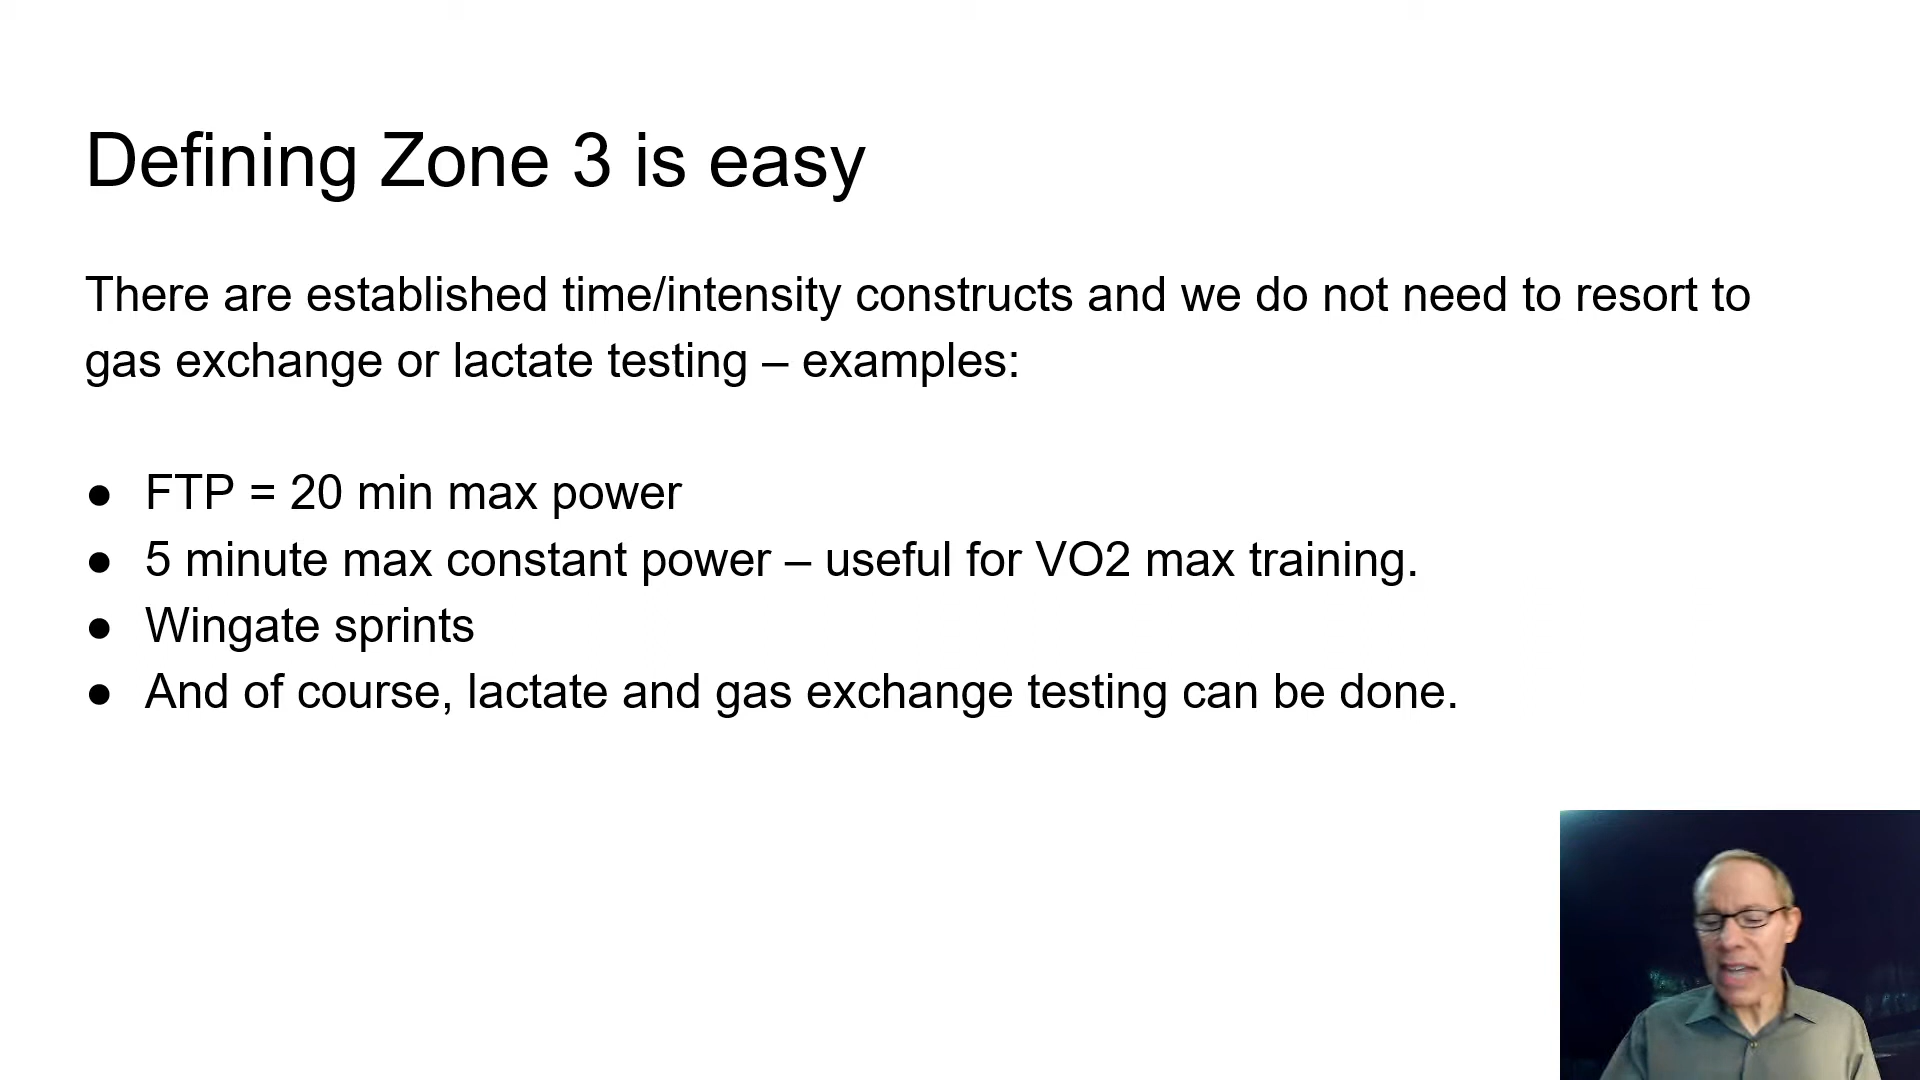 Defining Zone 3 is easy
There are established time/intensity constructs and we do not need to resort to
gas exchange or lactate testing – examples:
● FTP = 20 min max power
● 5 minute max constant power – useful for VO2 max training.
● Wingate sprints
● And of course, lactate and gas exchange testing can be done.